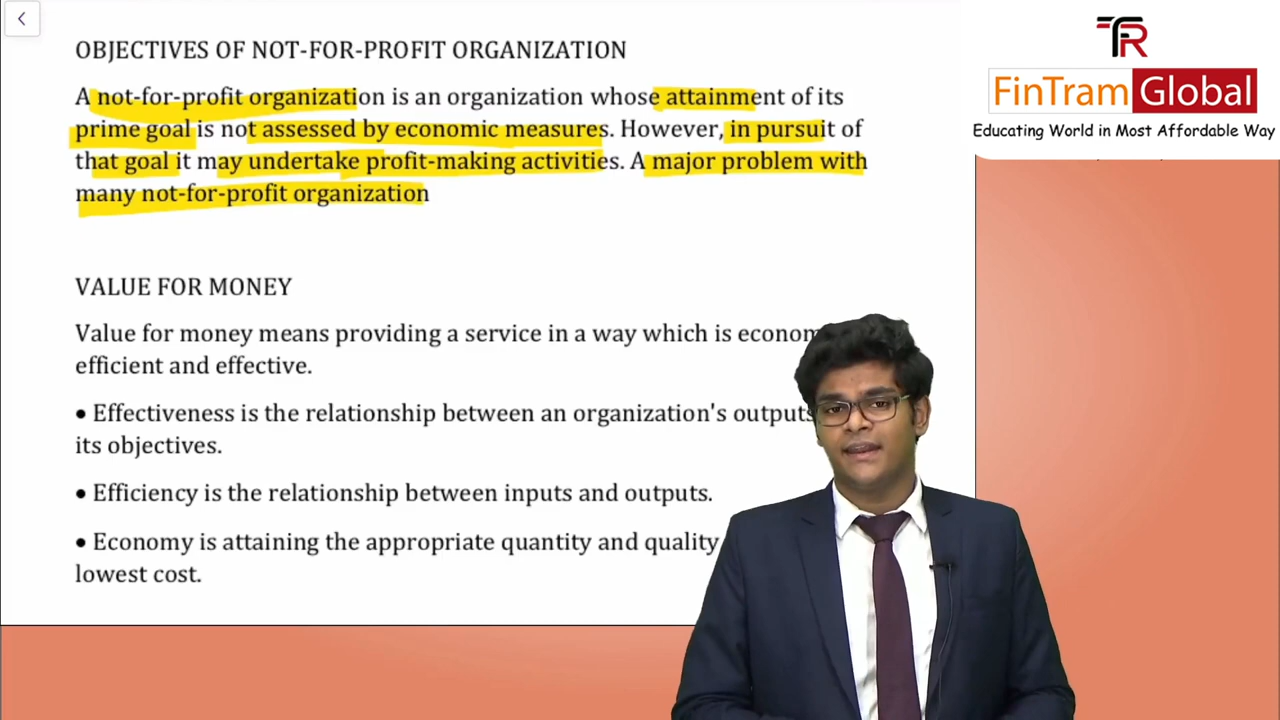 OBJECTIVES OF NOT-FOR-PROFIT ORGANIZATION
A not-for-profit organization is an organization whose attainment of its
prime goal is not assessed by economic measures. However, in pursuit of
that goal it may undertake profit-making activities. A major problem with
many not-for-profit organization
VALUE FOR MONEY
Value for money means providing a service in a way which is
efficient and effective.
• Effectiveness is the relationship between an organization's outputs
its objectives.
• Efficiency is the relationship between inputs and outputs.
• Economy is attaining the appropriate quantity and quality
lowest cost.
FinTram Global
Educating World in Most Affordable Way